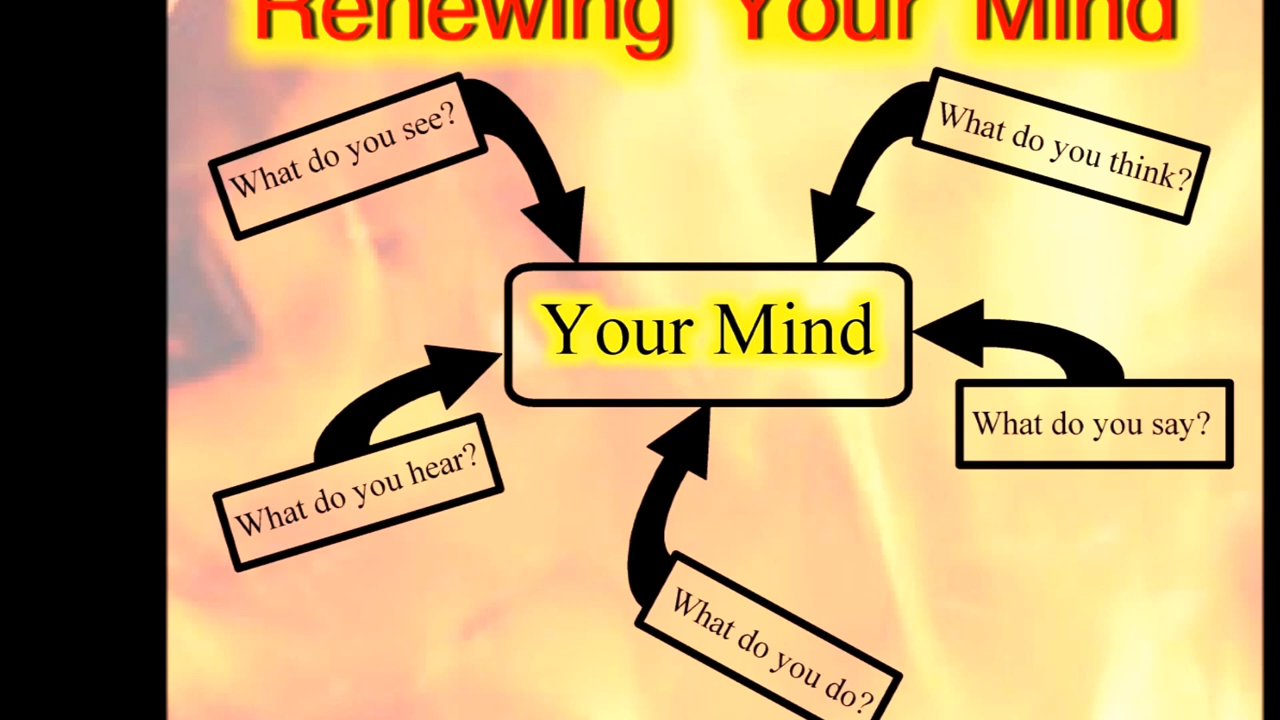 Renewing Your Mind
What do you see?
What do you think?
Your Mind
What do you say?
What do you hear?
What do you do?